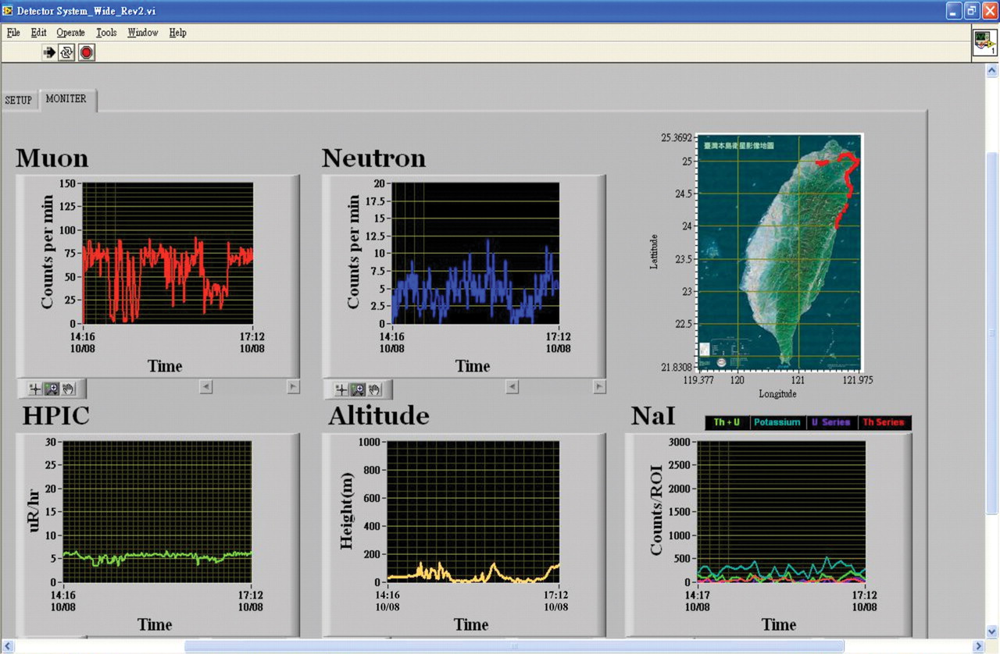 Detector System_Wide_Rev2.vi
File Edit Operate Tools Window Help
1
SETUP MONITER
Muon
Counts per min
150
125
100
75
50
25
0
14:16 17:12
10/08 10/08
Time
Neutron
Counts per min
20
17.5
15
12.5
10
7.5
5
2.5
0
14:16 17:12
10/08 10/08
Time
臺灣本島衛星影像地圖
Lattitude
25.3692
25
24.5
24
23.5
23
22.5
21.8308
119.377 120 121 121.975
Longitude
HPIC
uR/hr
30
25
20
15
10
5
0
14:16 17:12
10/08 10/08
Time
Altitude
Height(m)
1000
800
600
400
200
0
14:16 17:12
10/08 10/08
Time
NaI
Th + U Potassium U Series Th Series
Counts/ROI
3000
2500
2000
1500
1000
500
0
14:17 17:12
10/08 10/08
Time